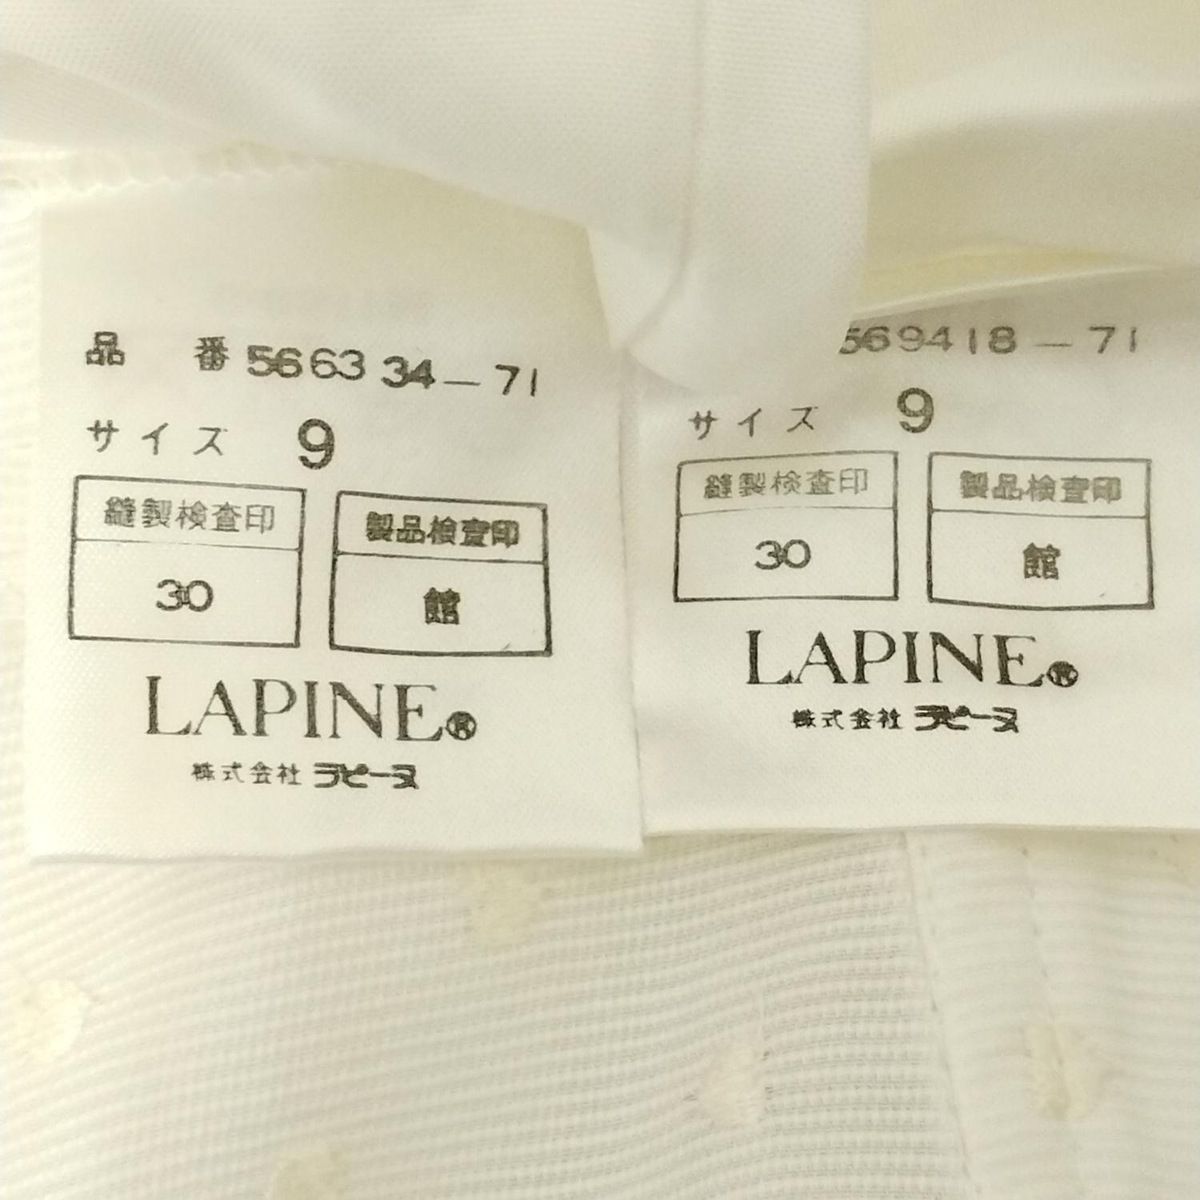 品 番 566334-71
サイズ 9
縫製検査印 製品検査印
30 館
LAPINE®
株式会社 ラピーヌ
569418-71
サイズ 9
縫製検査印 製品検査印
30 館
LAPINE®
株式会社 ラピーヌ